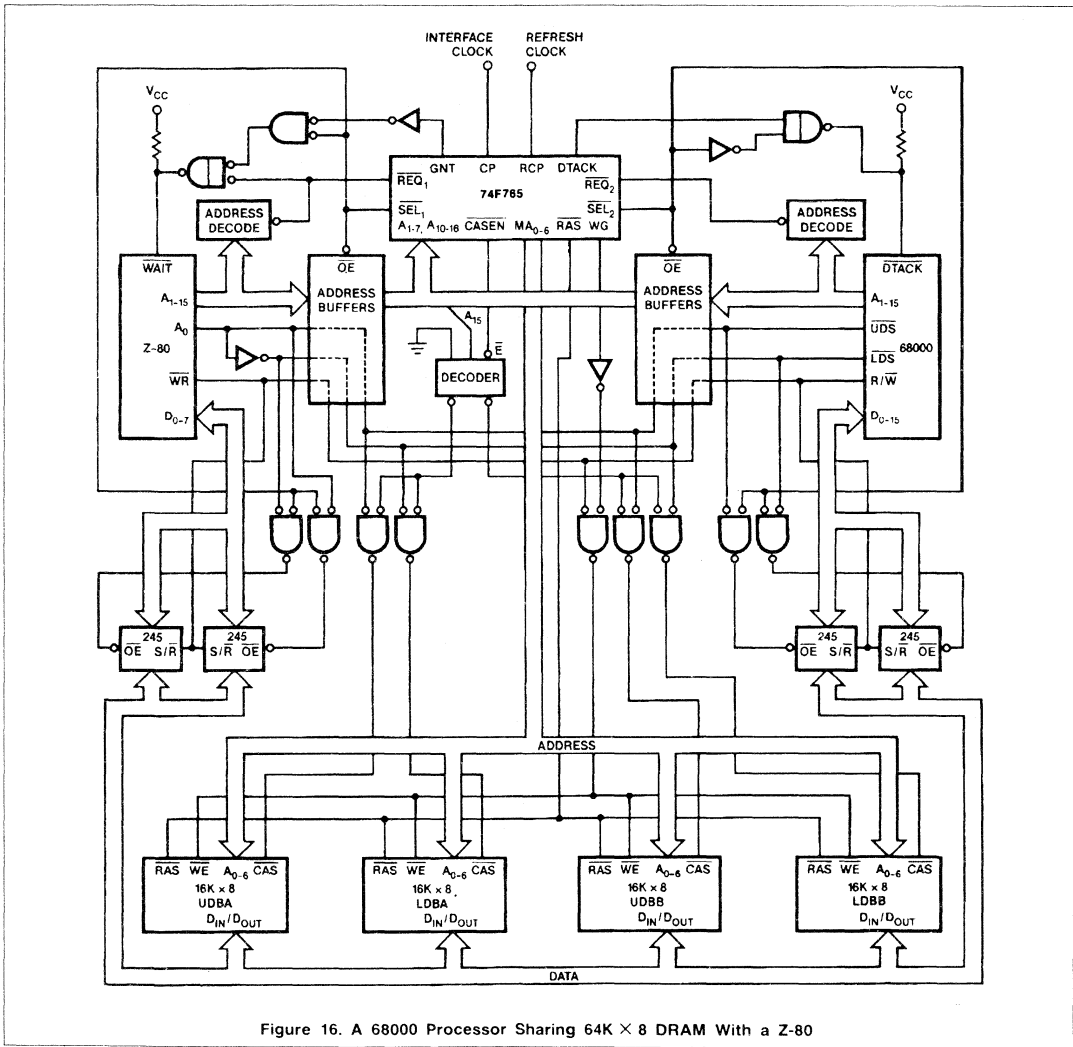 INTERFACE CLOCK
REFRESH CLOCK
VCC
VCC
GNT CP RCP DTACK
REQ1
REQ2
74F765
SEL1
SEL2
A1-7, A10-16 CASEN MA0-6 RAS WG
ADDRESS DECODE
ADDRESS DECODE
WAIT
OE
OE
DTACK
ADDRESS BUFFERS
ADDRESS BUFFERS
A1-15
A1-15
A0
A15
UDS
Z-80
E
LDS
68000
DECODER
WR
R/W
D0-7
D0-15
245
OE S/R
245
S/R OE
245
OE S/R
245
S/R OE
ADDRESS
RAS WE A0-6 CAS
16K × 8
UDBA
DIN/DOUT
RAS WE A0-6 CAS
16K × 8
LDBA
DIN/DOUT
RAS WE A0-6 CAS
16K × 8
UDBB
DIN/DOUT
RAS WE A0-6 CAS
16K × 8
LDBB
DIN/DOUT
DATA
Figure 16. A 68000 Processor Sharing 64K × 8 DRAM With a Z-80